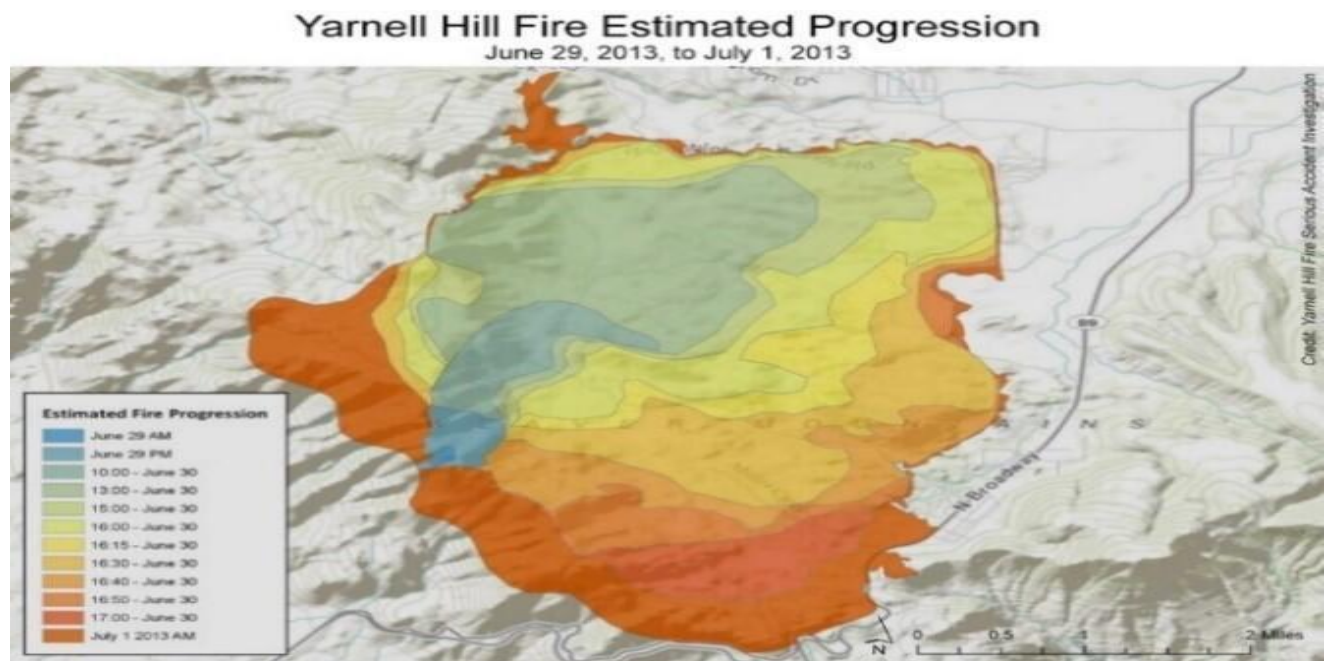 Yarnell Hill Fire Estimated Progression
June 29, 2013, to July 1, 2013
Credit: Yarnell Hill Fire Serious Accident Investigation
89
N Broadway
Estimated Fire Progression
June 29 AM
June 29 PM
10:00 - June 30
13:00 - June 30
15:00 - June 30
16:00 - June 30
16:15 - June 30
16:30 - June 30
16:40 - June 30
16:50 - June 30
17:00 - June 30
July 1 2013 AM
N
0 0.5 1 2 Miles